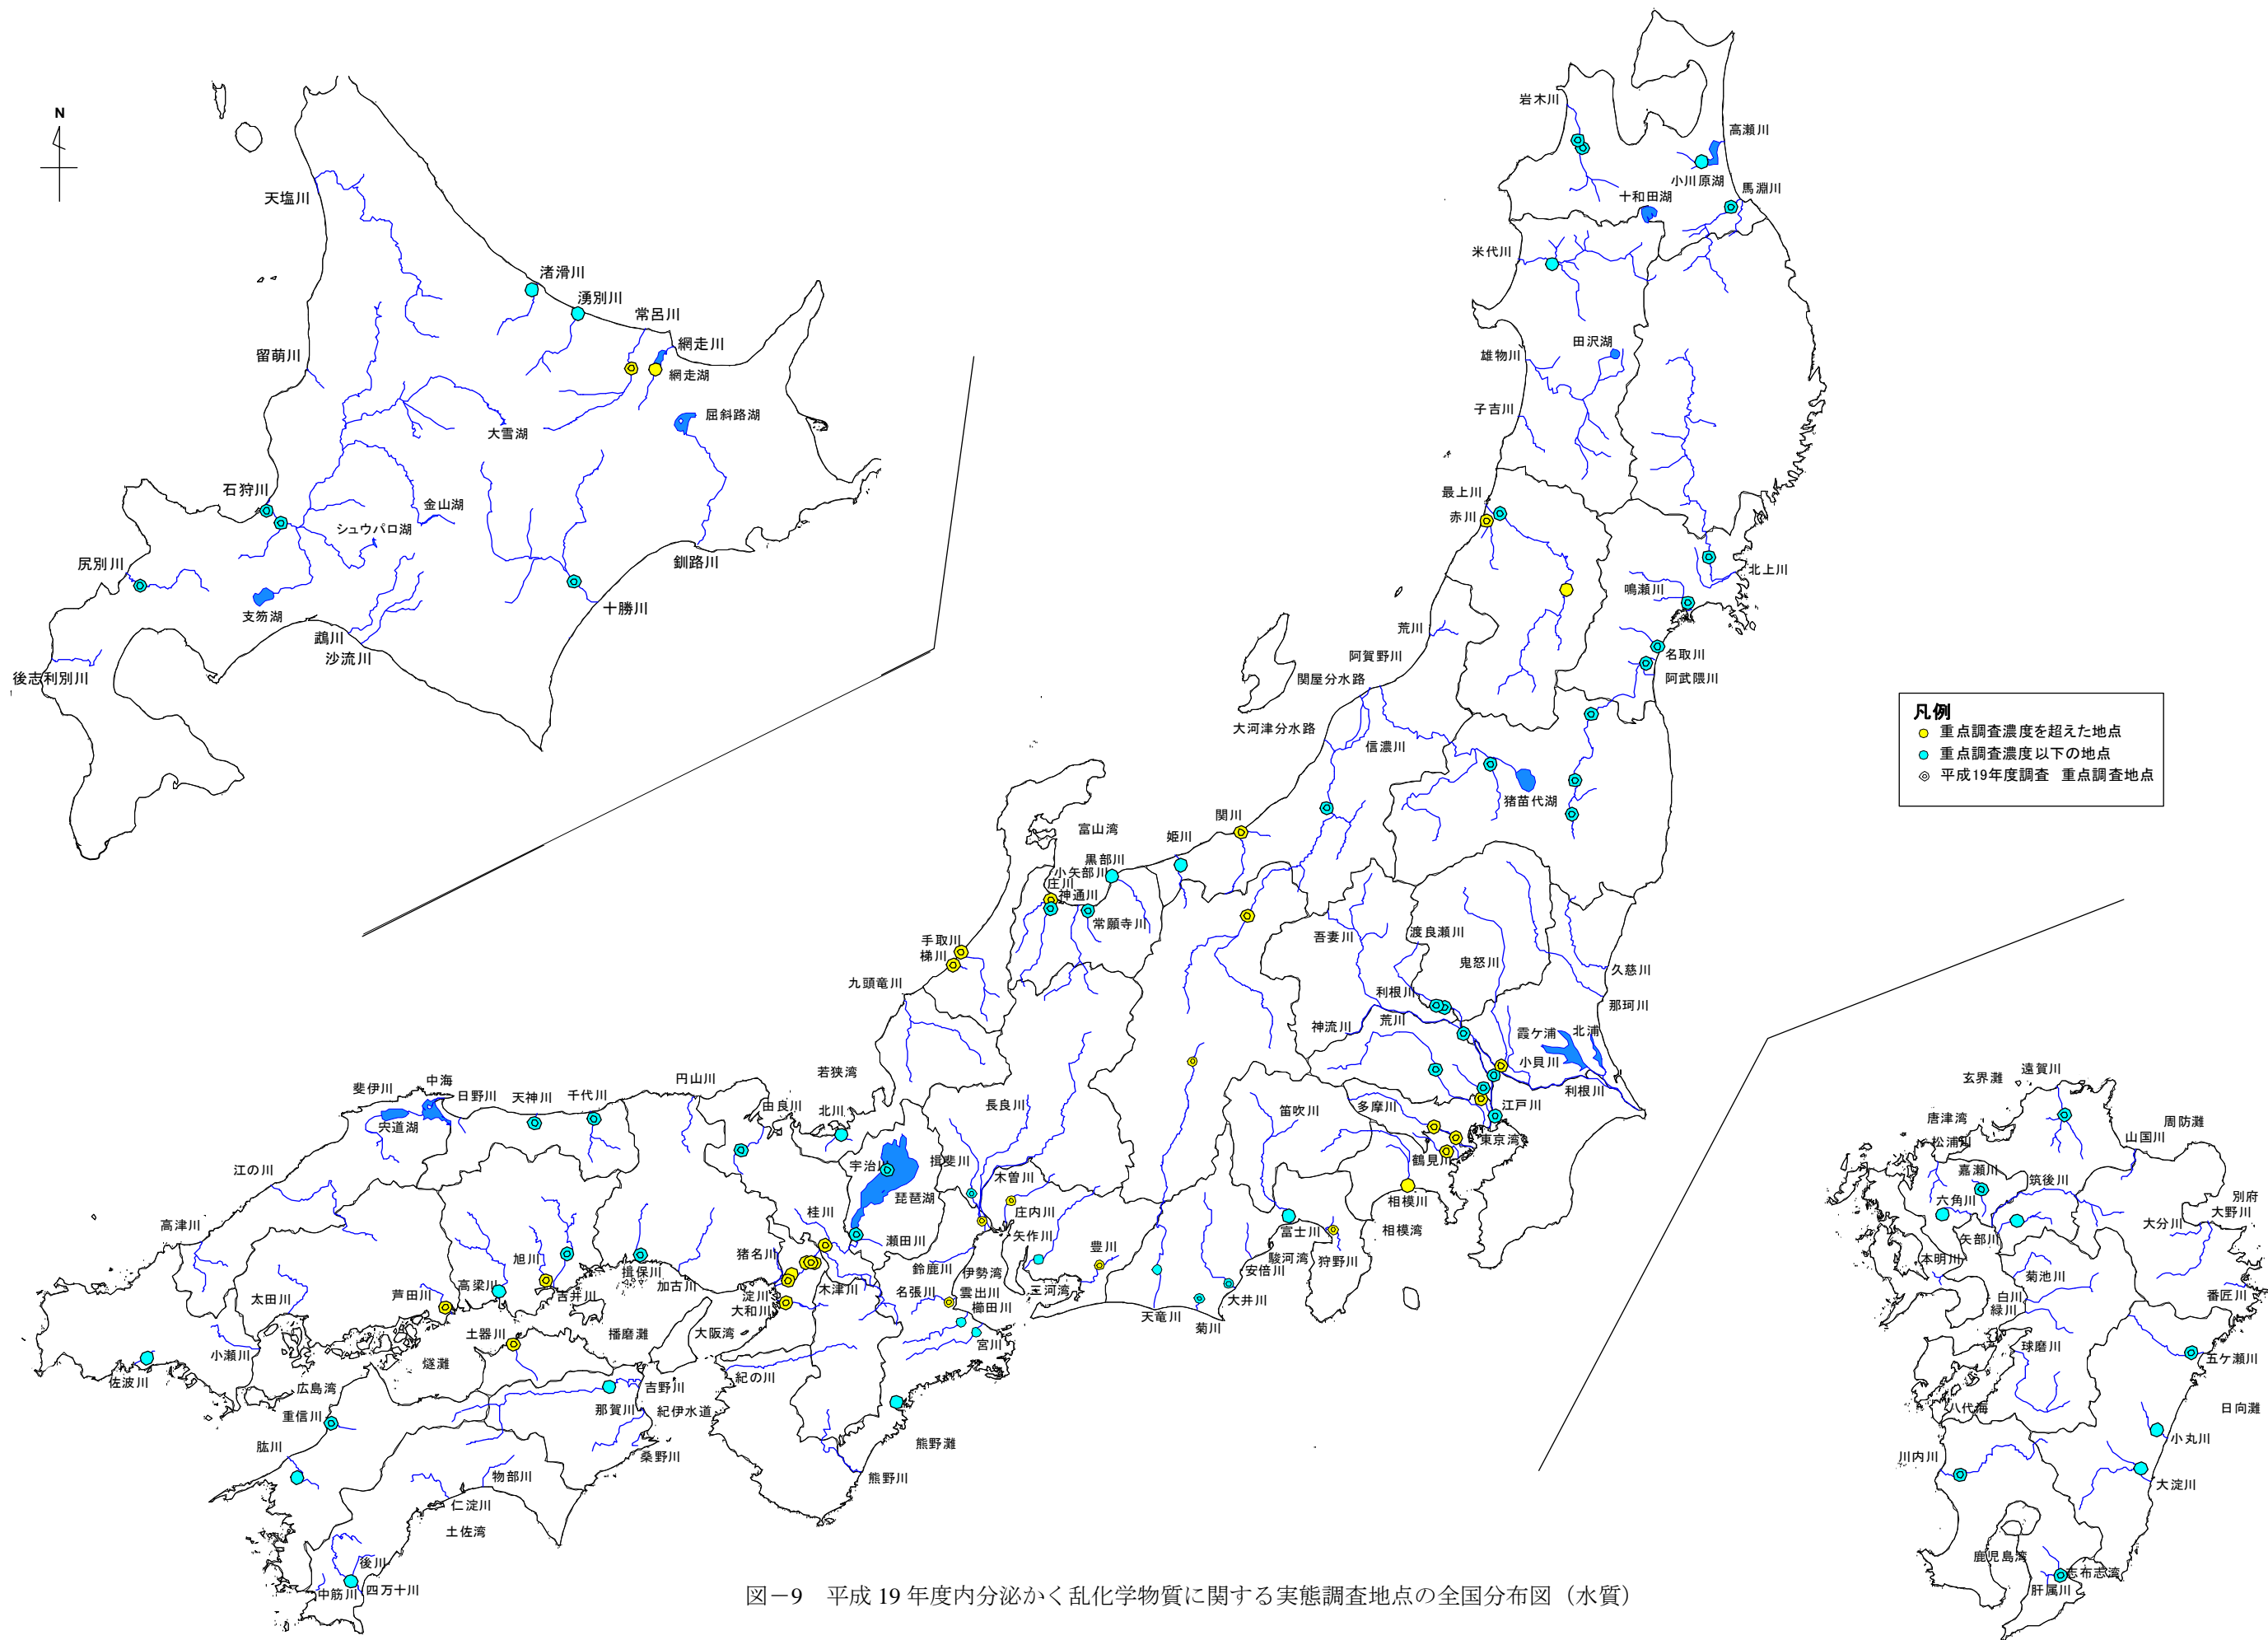 N
天塩川
渚滑川
湧別川
常呂川
網走川
網走湖
留萌川
屈斜路湖
大雪湖
石狩川
金山湖
シュウパロ湖
尻別川
釧路川
支笏湖
十勝川
鵡川
沙流川
後志利別川
岩木川
高瀬川
小川原湖
馬淵川
十和田湖
米代川
田沢湖
雄物川
子吉川
最上川
赤川
北上川
鳴瀬川
荒川
名取川
阿武隈川
阿賀野川
関屋分水路
大河津分水路
信濃川
猪苗代湖
凡例
重点調査濃度を超えた地点
重点調査濃度以下の地点
平成19年度調査 重点調査地点
関川
富山湾
姫川
黒部川
小矢部川
庄川
神通川
常願寺川
手取川
梯川
九頭竜川
吾妻川
渡良瀬川
鬼怒川
久慈川
那珂川
利根川
神流川
荒川
霞ケ浦
北浦
小貝川
利根川
江戸川
多摩川
笛吹川
東京湾
鶴見川
相模川
相模湾
若狭湾
円山川
由良川
北川
中海
斐伊川
日野川
天神川
千代川
宍道湖
長良川
宇治川
揖斐川
木曽川
琵琶湖
庄内川
江の川
桂川
矢作川
高津川
瀬田川
豊川
富士川
駿河湾
狩野川
安倍川
旭川
揖保川
猪名川
鈴鹿川
伊勢湾
高梁川
加古川
木津川
名張川
雲出川
三河湾
芦田川
吉井川
淀川
大和川
櫛田川
大井川
天竜川
菊川
太田川
土器川
播磨灘
大阪湾
宮川
小瀬川
燧灘
佐波川
紀の川
広島湾
吉野川
重信川
那賀川
紀伊水道
熊野灘
肱川
桑野川
熊野川
物部川
仁淀川
土佐湾
後川
中筋川
四万十川
遠賀川
玄界灘
唐津湾
周防灘
松浦川
山国川
嘉瀬川
筑後川
別府
六角川
大野川
大分川
矢部川
本明川
菊池川
白川
緑川
番匠川
球磨川
五ケ瀬川
八代海
日向灘
小丸川
川内川
大淀川
鹿児島湾
志布志湾
肝属川
図－9 平成 19 年度内分泌かく乱化学物質に関する実態調査地点の全国分布図（水質）